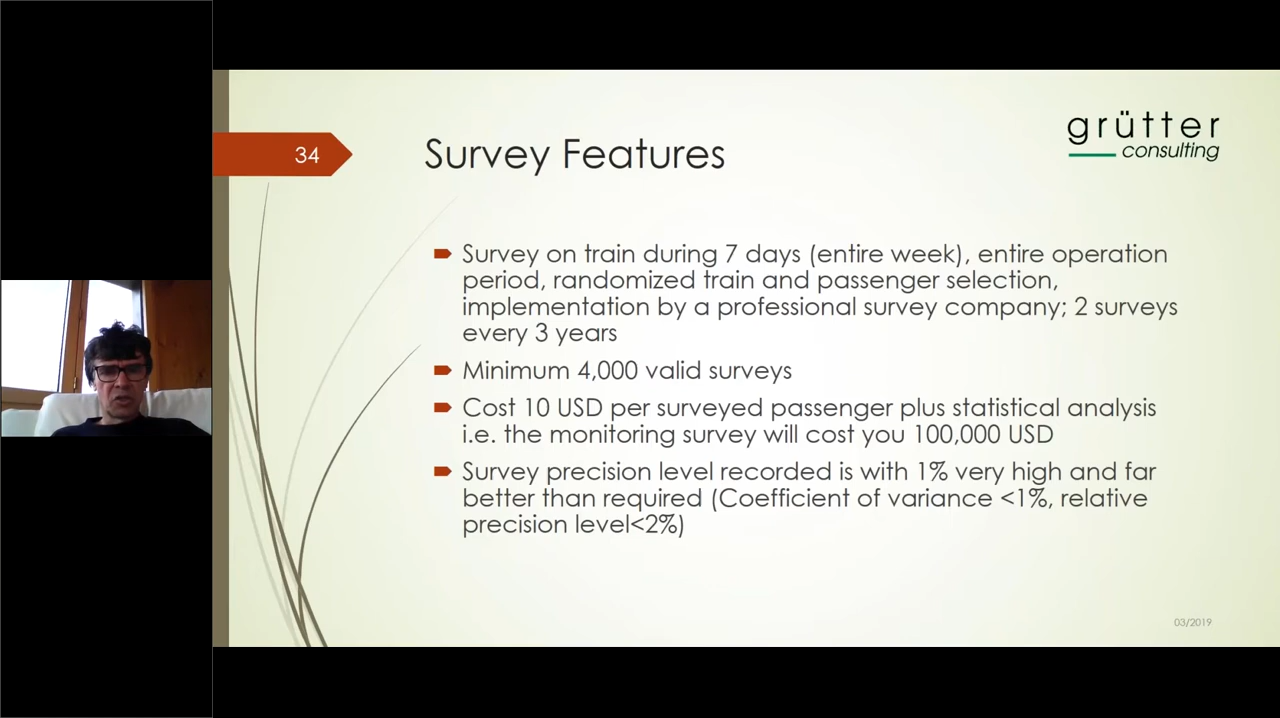 34
Survey Features
grütter
consulting
Survey on train during 7 days (entire week), entire operation
period, randomized train and passenger selection,
implementation by a professional survey company; 2 surveys
every 3 years
Minimum 4,000 valid surveys
Cost 10 USD per surveyed passenger plus statistical analysis
i.e. the monitoring survey will cost you 100,000 USD
Survey precision level recorded is with 1% very high and far
better than required (Coefficient of variance <1%, relative
precision level<2%)
03/2019